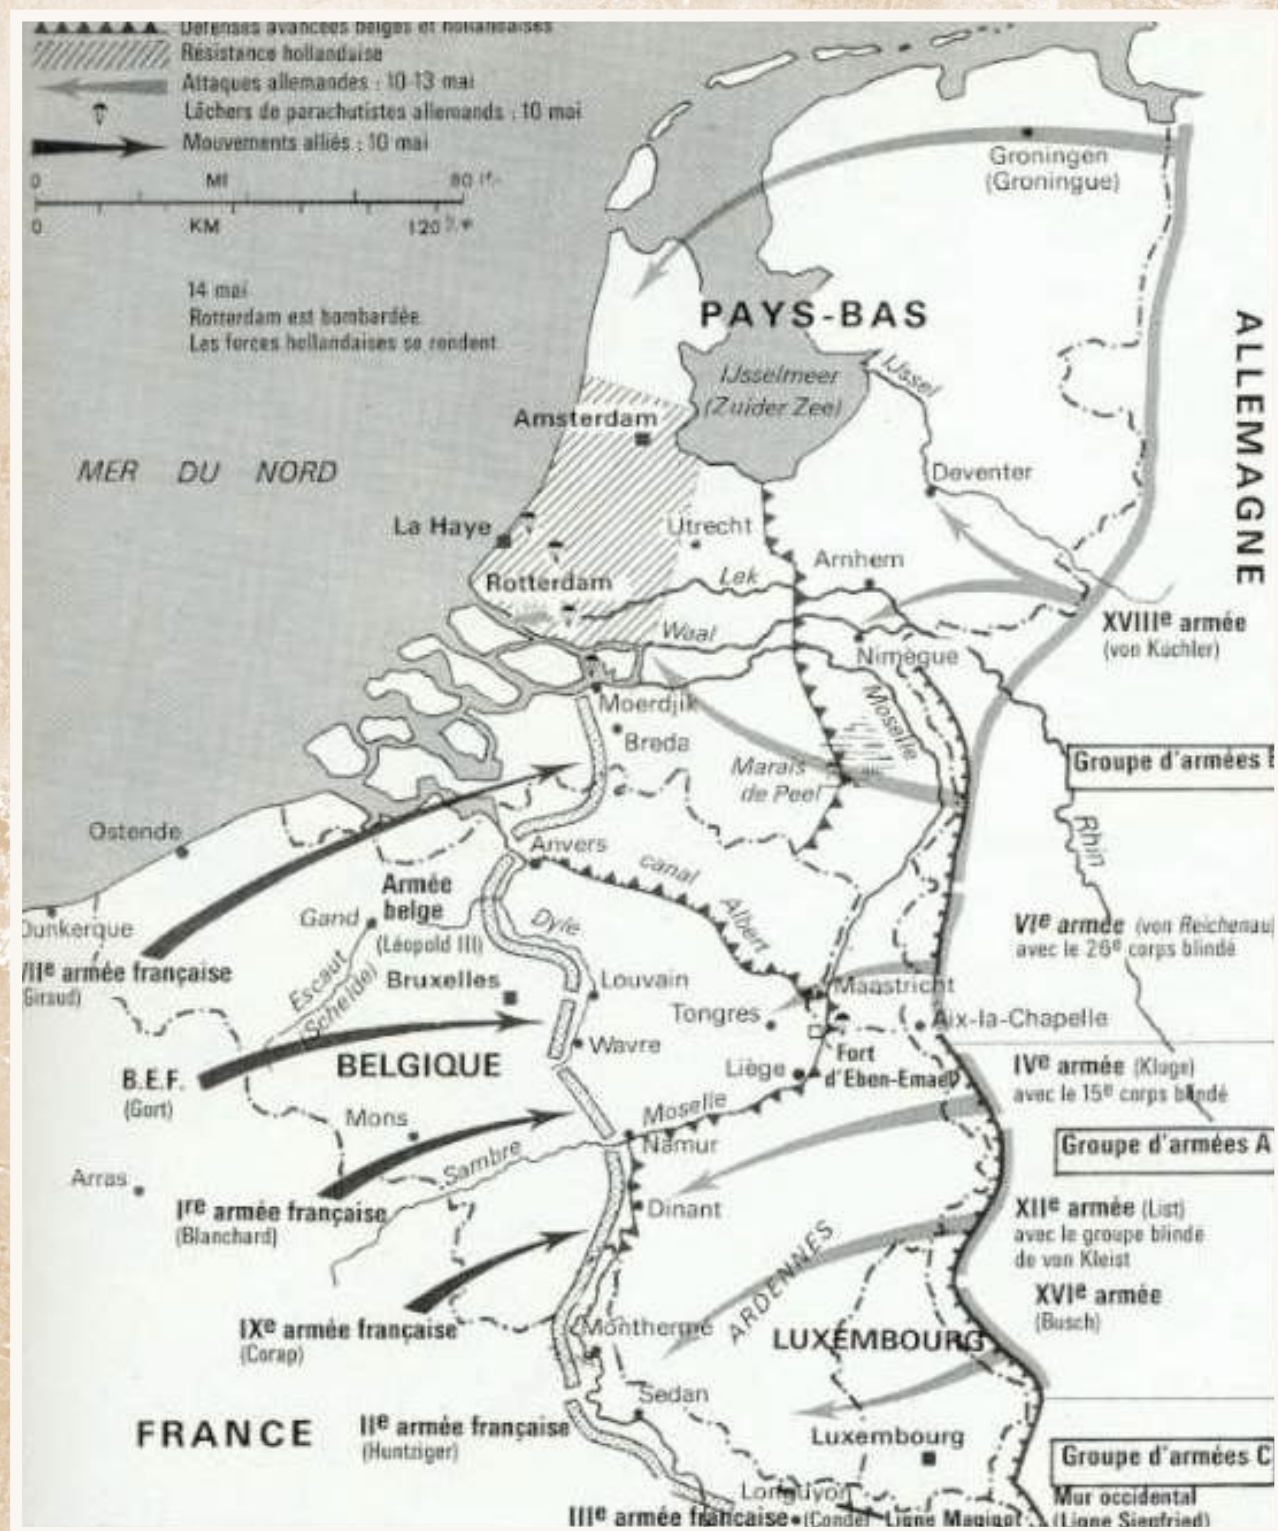 Défenses avancées belges et hollandaises
Résistance hollandaise
Attaques allemandes : 10-13 mai
Lâchers de parachutistes allemands : 10 mai
Mouvements alliés : 10 mai
0 MI 80
0 KM 120
14 mai
Rotterdam est bombardée.
Les forces hollandaises se rendent
Groningen
(Groningue)
PAYS-BAS
ALLEMAGNE
IJsselmeer
(Zuider Zee)
IJssel
Amsterdam
MER DU NORD
Deventer
La Haye
Utrecht
Arnhem
Rotterdam
Lek
XVIIIe armée
(von Küchler)
Waal
Nimègue
Moerdjik
Moselle
Breda
Marais
de Peel
Groupe d'armées
Rhin
Ostende
Anvers
canal
Albert
Armée
belge
(Léopold III)
Gand
Dyle
Dunkerque
VIIe armée française
(Giraud)
Escaut
(Schelde)
Bruxelles
Louvain
VIe armée (von Reichenau)
avec le 26e corps blindé
Maastricht
Tongres
Aix-la-Chapelle
Wavre
BELGIQUE
Fort
d'Eben-Emael
Liège
B.E.F.
(Gort)
IVe armée (Kluge)
avec le 15e corps blindé
Mons
Moselle
Namur
Sambre
Groupe d'armées A
Arras
Ire armée française
(Blanchard)
Dinant
XIIe armée (List)
avec le groupe blindé
de von Kleist
ARDENNES
XVIe armée
(Busch)
IXe armée française
(Corap)
Monthermé
LUXEMBOURG
Sedan
FRANCE
IIe armée française
(Huntziger)
Luxembourg
Groupe d'armées C
Longuyon
Mur occidental
(Ligne Siegfried)
IIIe armée française (Condé) Ligne Maginot